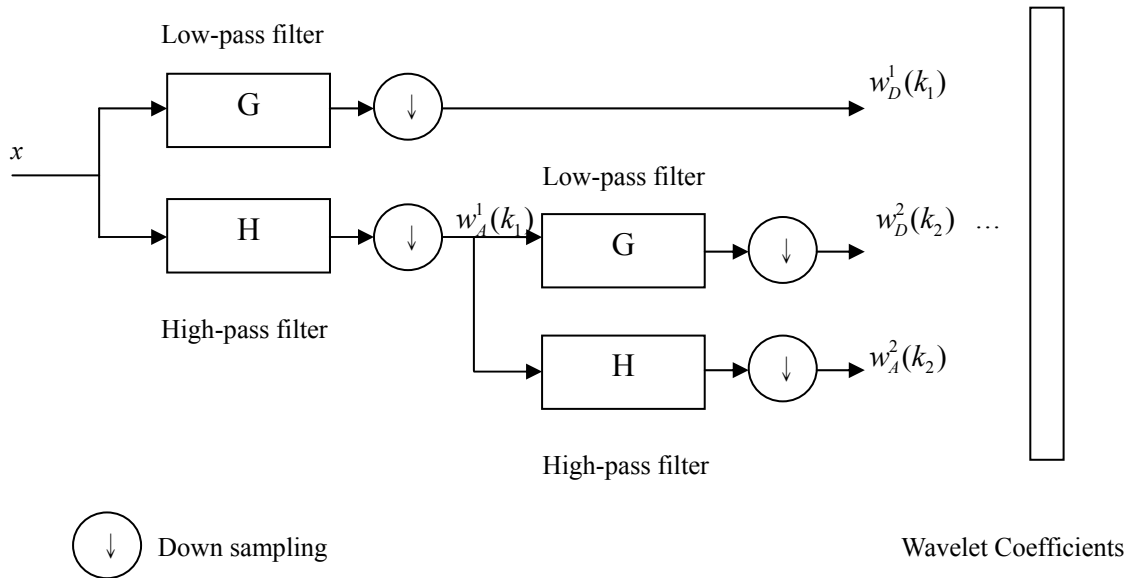 Low-pass filter
G
↓
w_D^1(k_1)
x
Low-pass filter
H
↓
w_A^1(k_1)
G
↓
w_D^2(k_2) ...
High-pass filter
H
↓
w_A^2(k_2)
High-pass filter
↓ Down sampling
Wavelet Coefficients